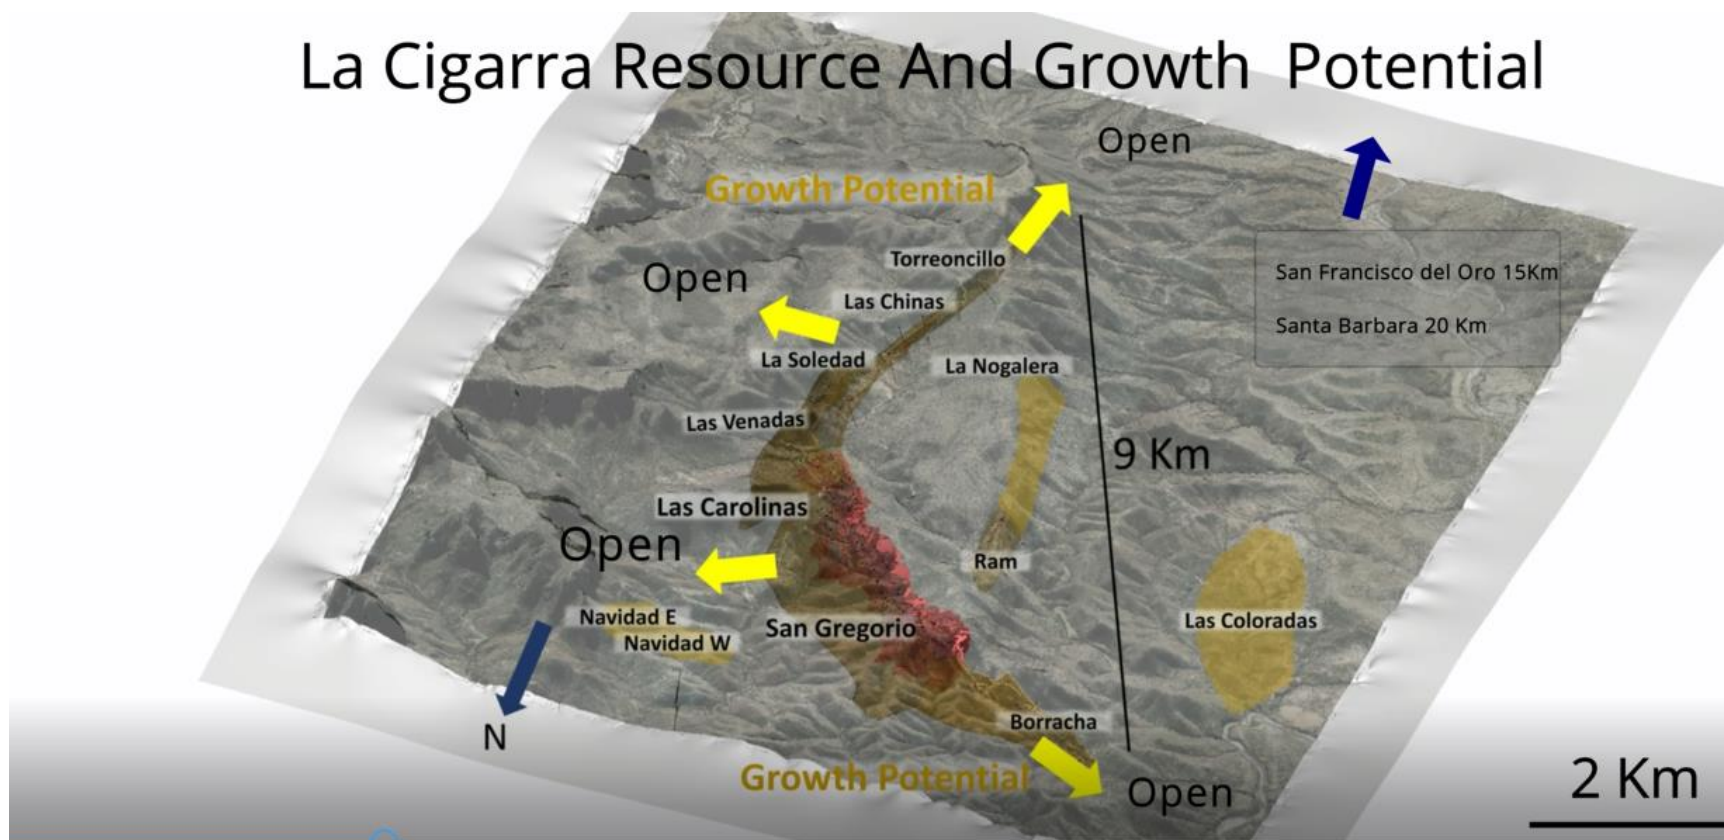 La Cigarra Resource And Growth Potential
Open
Growth Potential
Torreoncillo
San Francisco del Oro 15Km
Open
Las Chinas
Santa Barbara 20 Km
La Soledad
La Nogalera
Las Venadas
9 Km
Las Carolinas
Open
Ram
Navidad E
Las Coloradas
San Gregorio
Navidad W
Borracha
N
Growth Potential
Open
2 Km